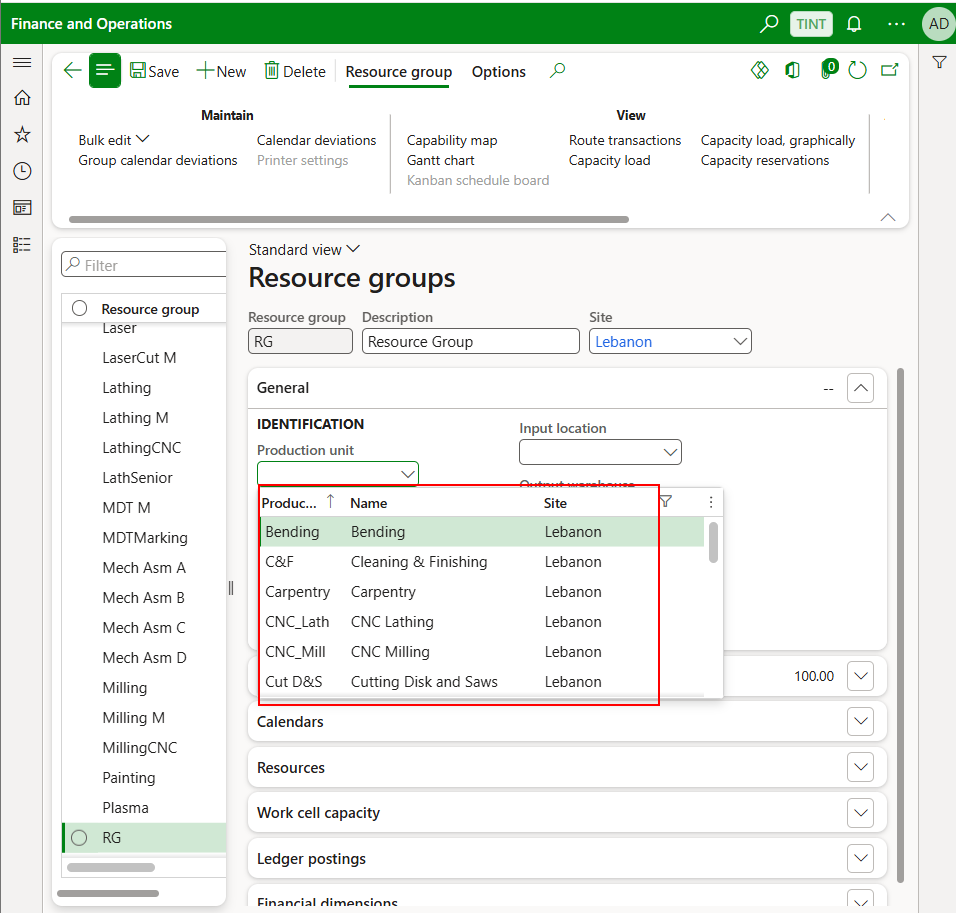 Finance and Operations
TINT
AD
Save
New
Delete
Resource group
Options
0
Maintain
Bulk edit
Group calendar deviations
Calendar deviations
Printer settings
View
Capability map
Gantt chart
Kanban schedule board
Route transactions
Capacity load
Capacity load, graphically
Capacity reservations
Filter
Resource group
Laser
LaserCut M
Lathing
Lathing M
LathingCNC
LathSenior
MDT M
MDTMarking
Mech Asm A
Mech Asm B
Mech Asm C
Mech Asm D
Milling
Milling M
MillingCNC
Painting
Plasma
RG
Standard view
Resource groups
Resource group Description Site
RG Resource Group Lebanon
General --
IDENTIFICATION
Production unit
Input location
Output warehouse
Produc... Name Site
Bending Bending Lebanon
C&F Cleaning & Finishing Lebanon
Carpentry Carpentry Lebanon
CNC_Lath CNC Lathing Lebanon
CNC_Mill CNC Milling Lebanon
Cut D&S Cutting Disk and Saws Lebanon
100.00
Calendars
Resources
Work cell capacity
Ledger postings
Financial dimensions